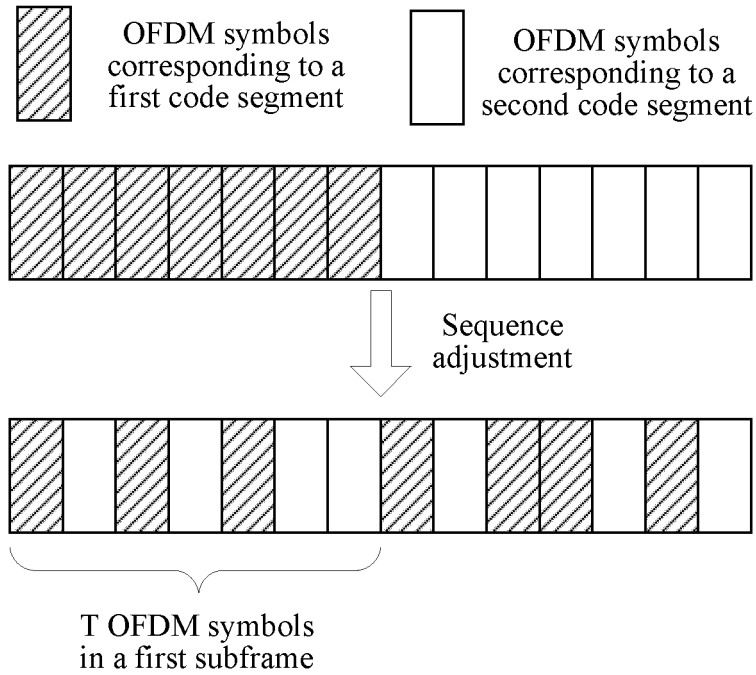 OFDM symbols
corresponding to a
first code segment
OFDM symbols
corresponding to a
second code segment
Sequence
adjustment
T OFDM symbols
in a first subframe